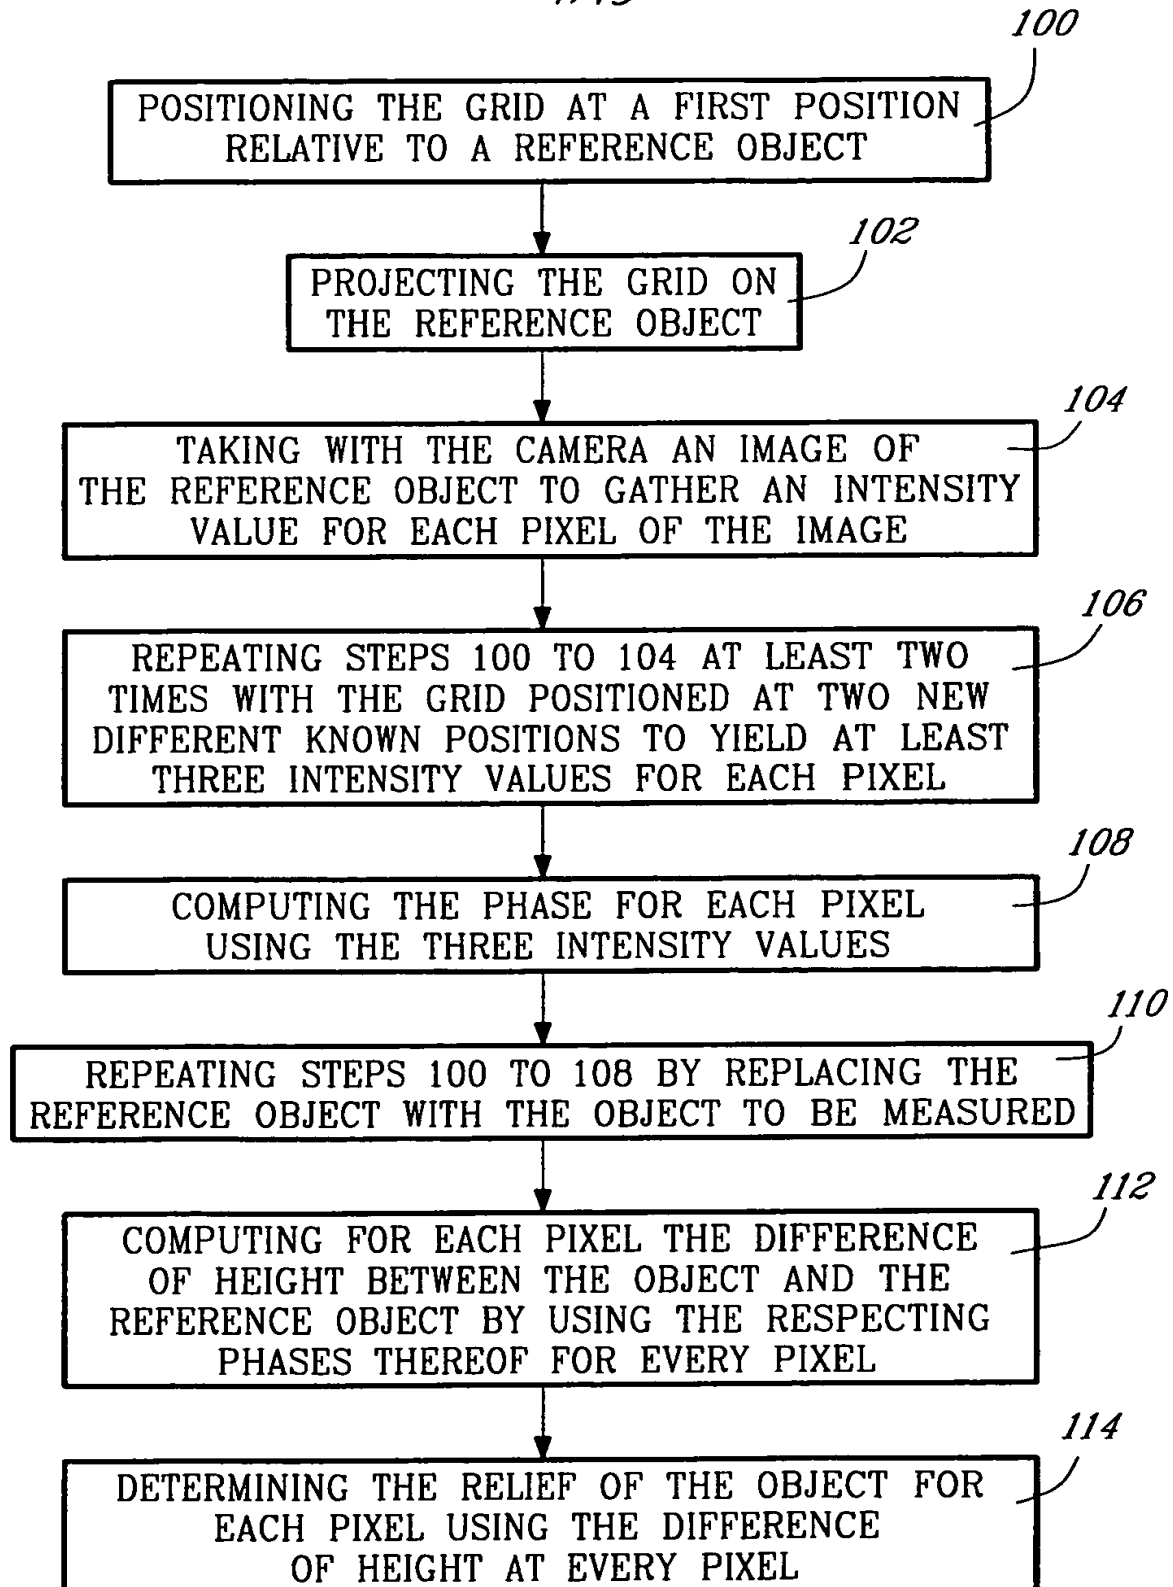 100
POSITIONING THE GRID AT A FIRST POSITION
RELATIVE TO A REFERENCE OBJECT
102
PROJECTING THE GRID ON
THE REFERENCE OBJECT
104
TAKING WITH THE CAMERA AN IMAGE OF
THE REFERENCE OBJECT TO GATHER AN INTENSITY
VALUE FOR EACH PIXEL OF THE IMAGE
106
REPEATING STEPS 100 TO 104 AT LEAST TWO
TIMES WITH THE GRID POSITIONED AT TWO NEW
DIFFERENT KNOWN POSITIONS TO YIELD AT LEAST
THREE INTENSITY VALUES FOR EACH PIXEL
108
COMPUTING THE PHASE FOR EACH PIXEL
USING THE THREE INTENSITY VALUES
110
REPEATING STEPS 100 TO 108 BY REPLACING THE
REFERENCE OBJECT WITH THE OBJECT TO BE MEASURED
112
COMPUTING FOR EACH PIXEL THE DIFFERENCE
OF HEIGHT BETWEEN THE OBJECT AND THE
REFERENCE OBJECT BY USING THE RESPECTING
PHASES THEREOF FOR EVERY PIXEL
114
DETERMINING THE RELIEF OF THE OBJECT FOR
EACH PIXEL USING THE DIFFERENCE
OF HEIGHT AT EVERY PIXEL